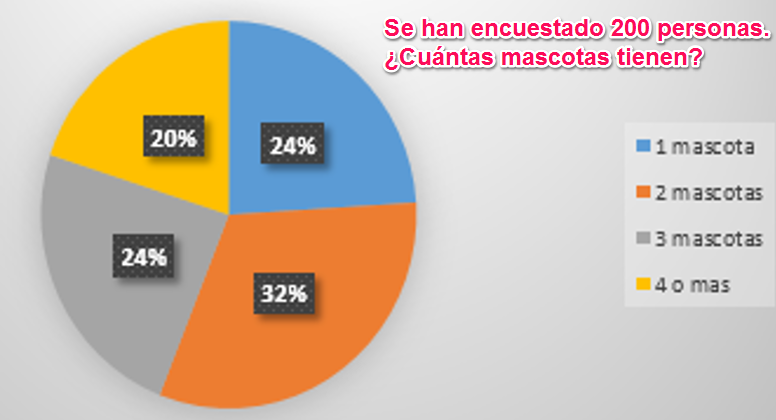 Se han encuestado 200 personas.
¿Cuántas mascotas tienen?
20%
24%
24%
32%
1 mascota
2 mascotas
3 mascotas
4 o mas